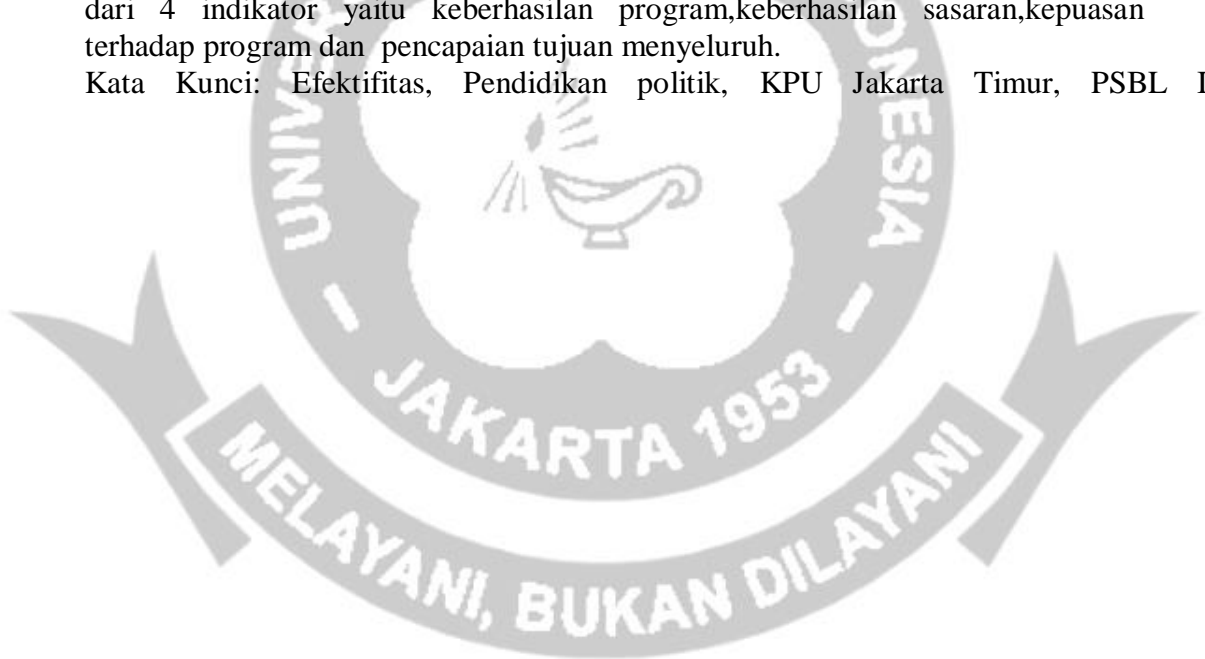 dari 4 indikator yaitu keberhasilan program,keberhasilan sasaran,kepuasan
terhadap program dan pencapaian tujuan menyeluruh.
Kata Kunci: Efektifitas, Pendidikan politik, KPU Jakarta Timur, PSBL
JAKARTA 1953
MELAYANI, BUKAN DILAYANI